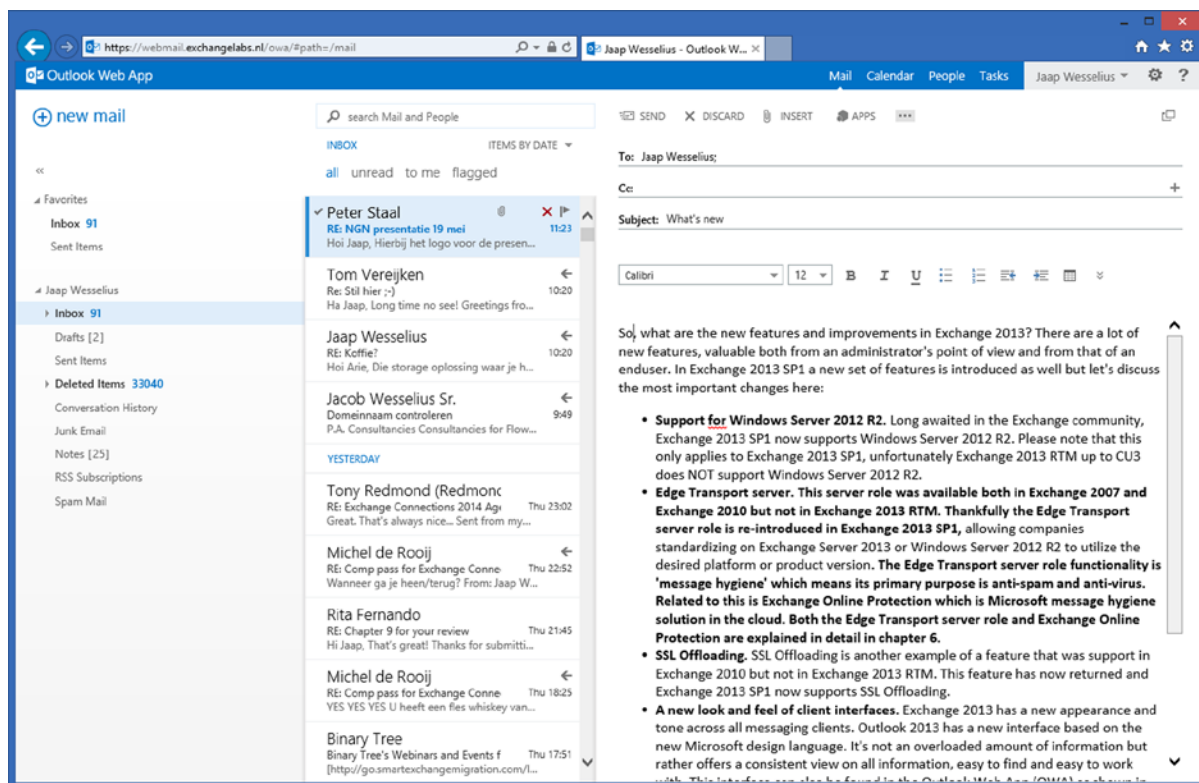 https://webmail.exchangelabs.nl/owa/#path=/mail
Jaap Wesselius - Outlook W...
Outlook Web App
Mail Calendar People Tasks Jaap Wesselius ?
new mail
Favorites
Inbox 91
Sent Items
Jaap Wesselius
Inbox 91
Drafts [2]
Sent Items
Deleted Items 33040
Conversation History
Junk Email
Notes [25]
RSS Subscriptions
Spam Mail
search Mail and People
INBOX ITEMS BY DATE
all unread to me flagged
Peter Staal
RE: NGN presentatie 19 mei 11:23
Hoi Jaap, Hierbij het logo voor de presen...
Tom Vereijken
Re: Stil hier ;-) 10:20
Ha Jaap, Long time no see! Greetings fro...
Jaap Wesselius
RE: Koffie? 10:20
Hoi Arie, Die storage oplossing waar je h...
Jacob Wesselius Sr.
Domeinnaam controleren 9:49
P.A. Consultancies Consultancies for Flow...
YESTERDAY
Tony Redmond (Redmonc
RE: Exchange Connections 2014 Age Thu 23:02
Great. That's always nice... Sent from my...
Michel de Rooij
RE: Comp pass for Exchange Conne Thu 22:52
Wanneer ga je heen/terug? From: Jaap W...
Rita Fernando
RE: Chapter 9 for your review Thu 21:45
Hi Jaap, That's great! Thanks for submitti...
Michel de Rooij
RE: Comp pass for Exchange Conne Thu 18:25
YES YES YES U heeft een fles whiskey van...
Binary Tree
Binary Tree's Webinars and Events f Thu 17:51
[http://go.smartexchangemigration.com/l...
SEND DISCARD INSERT APPS ...
To: Jaap Wesselius;
Cc:
Subject: What's new
Calibri 12 B I U
So, what are the new features and improvements in Exchange 2013? There are a lot of
new features, valuable both from an administrator's point of view and from that of an
enduser. In Exchange 2013 SP1 a new set of features is introduced as well but let's discuss
the most important changes here:
• Support for Windows Server 2012 R2. Long awaited in the Exchange community,
Exchange 2013 SP1 now supports Windows Server 2012 R2. Please note that this
only applies to Exchange 2013 SP1, unfortunately Exchange 2013 RTM up to CU3
does NOT support Windows Server 2012 R2.
• Edge Transport server. This server role was available both in Exchange 2007 and
Exchange 2010 but not in Exchange 2013 RTM. Thankfully the Edge Transport
server role is re-introduced in Exchange 2013 SP1, allowing companies
standardizing on Exchange Server 2013 or Windows Server 2012 R2 to utilize the
desired platform or product version. The Edge Transport server role functionality is
'message hygiene' which means its primary purpose is anti-spam and anti-virus.
Related to this is Exchange Online Protection which is Microsoft message hygiene
solution in the cloud. Both the Edge Transport server role and Exchange Online
Protection are explained in detail in chapter 6.
• SSL Offloading. SSL Offloading is another example of a feature that was support in
Exchange 2010 but not in Exchange 2013 RTM. This feature has now returned and
Exchange 2013 SP1 now supports SSL Offloading.
• A new look and feel of client interfaces. Exchange 2013 has a new appearance and
tone across all messaging clients. Outlook 2013 has a new interface based on the
new Microsoft design language. It's not an overloaded amount of information but
rather offers a consistent view on all information, easy to find and easy to work
with. This interface can also be found in the Outlook Web App (OWA) as shown in